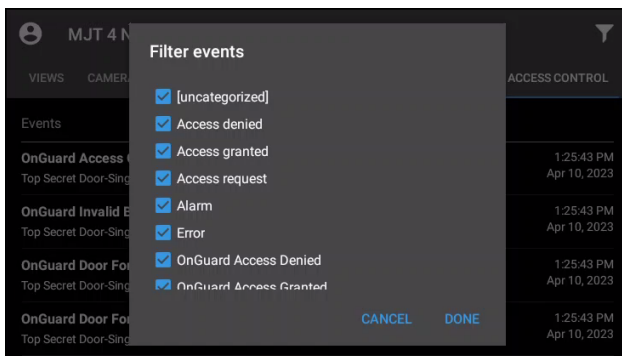 MJT 4 N
Filter events
VIEWS
ACCESS CONTROL
[uncategorized]
Events
Access denied
Access granted
OnGuard Access
1:25:43 PM
Top Secret Door-Sing
Apr 10, 2023
Access request
Alarm
OnGuard Invalid E
1:25:43 PM
Top Secret Door-Sing
Apr 10, 2023
Error
OnGuard Access Denied
OnGuard Door For
1:25:43 PM
Top Secret Door-Sing
Apr 10, 2023
OnGuard Access Granted
CANCEL DONE
OnGuard Door For
1:25:43 PM
Top Secret Door-Sing
Apr 10, 2023